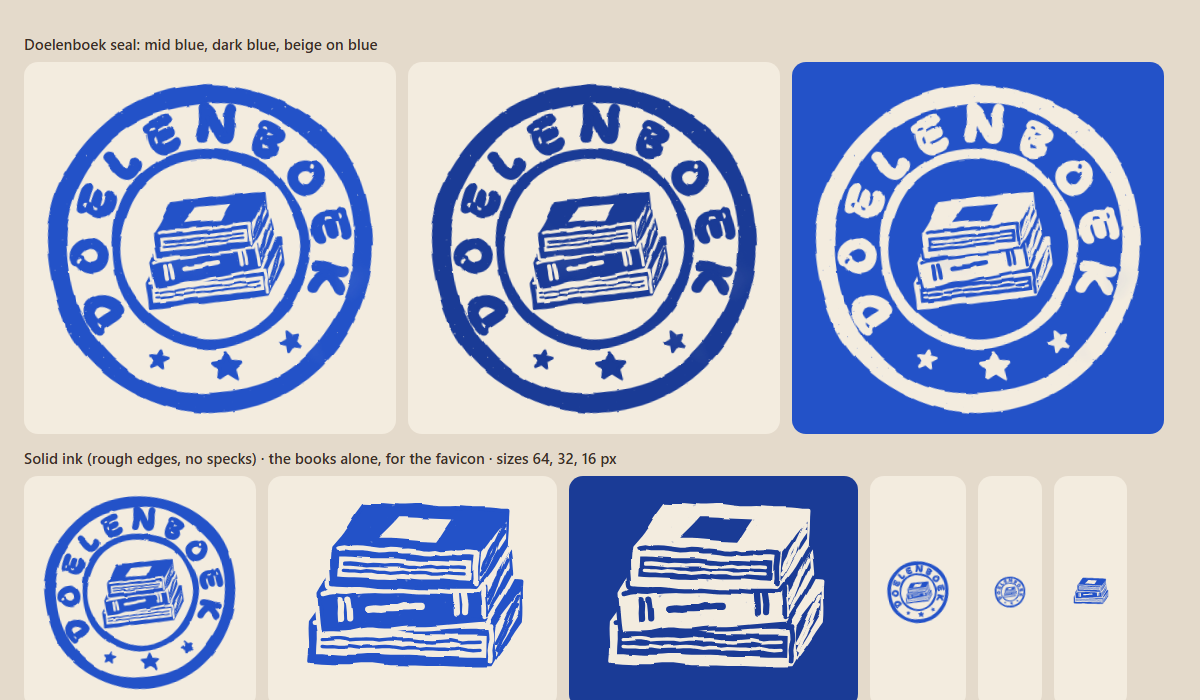 Doelenboek seal: mid blue, dark blue, beige on blue
DOELENBOEK
DOELENBOEK
DOELENBOEK
Solid ink (rough edges, no specks) · the books alone, for the favicon · sizes 64, 32, 16 px
DOELENBOEK
DOELENBOEK
DOELENBOEK